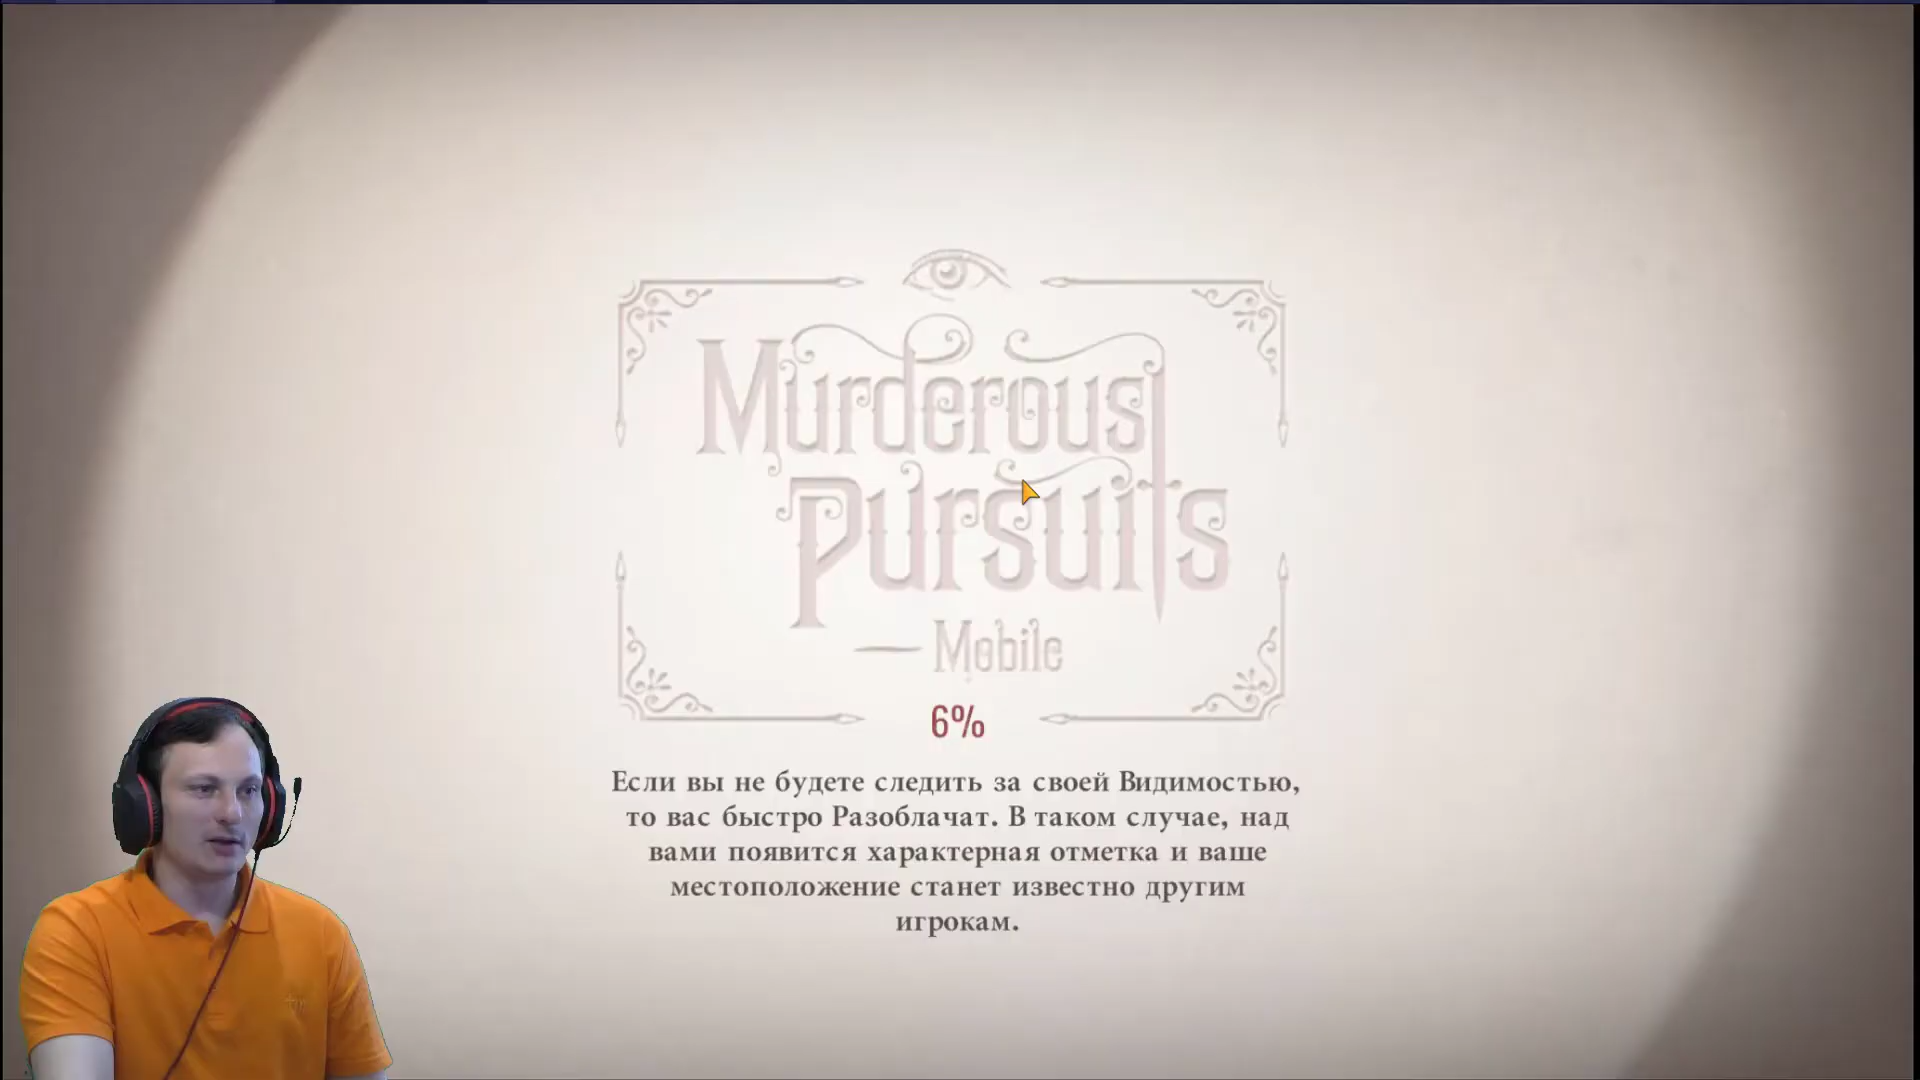 Murderous
Pursuits
Mobile
6%
Если вы не будете следить за своей Видимостью,
то вас быстро Разоблачат. В таком случае, над
вами появится характерная отметка и ваше
местоположение станет известно другим
игрокам.